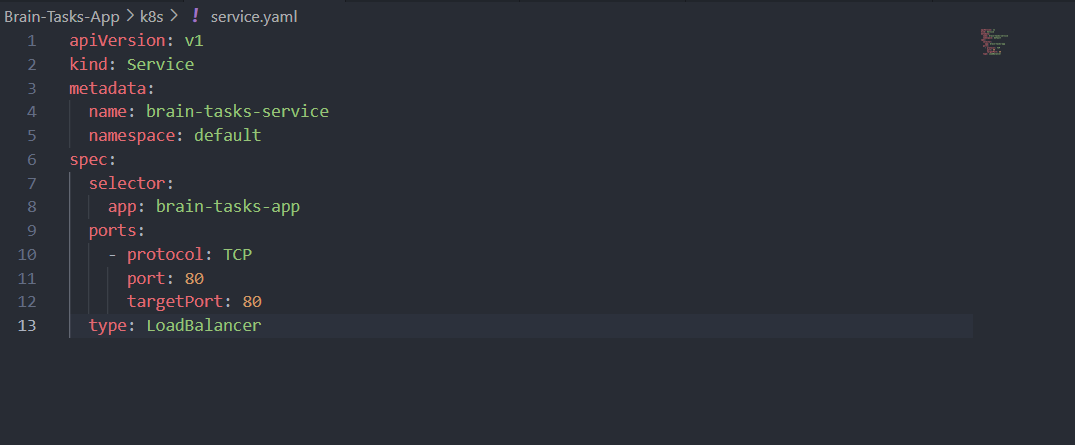 Brain-Tasks-App > k8s > ! service.yaml
1 apiVersion: v1
2 kind: Service
3 metadata:
4   name: brain-tasks-service
5   namespace: default
6 spec:
7   selector:
8     app: brain-tasks-app
9   ports:
10     - protocol: TCP
11       port: 80
12       targetPort: 80
13   type: LoadBalancer